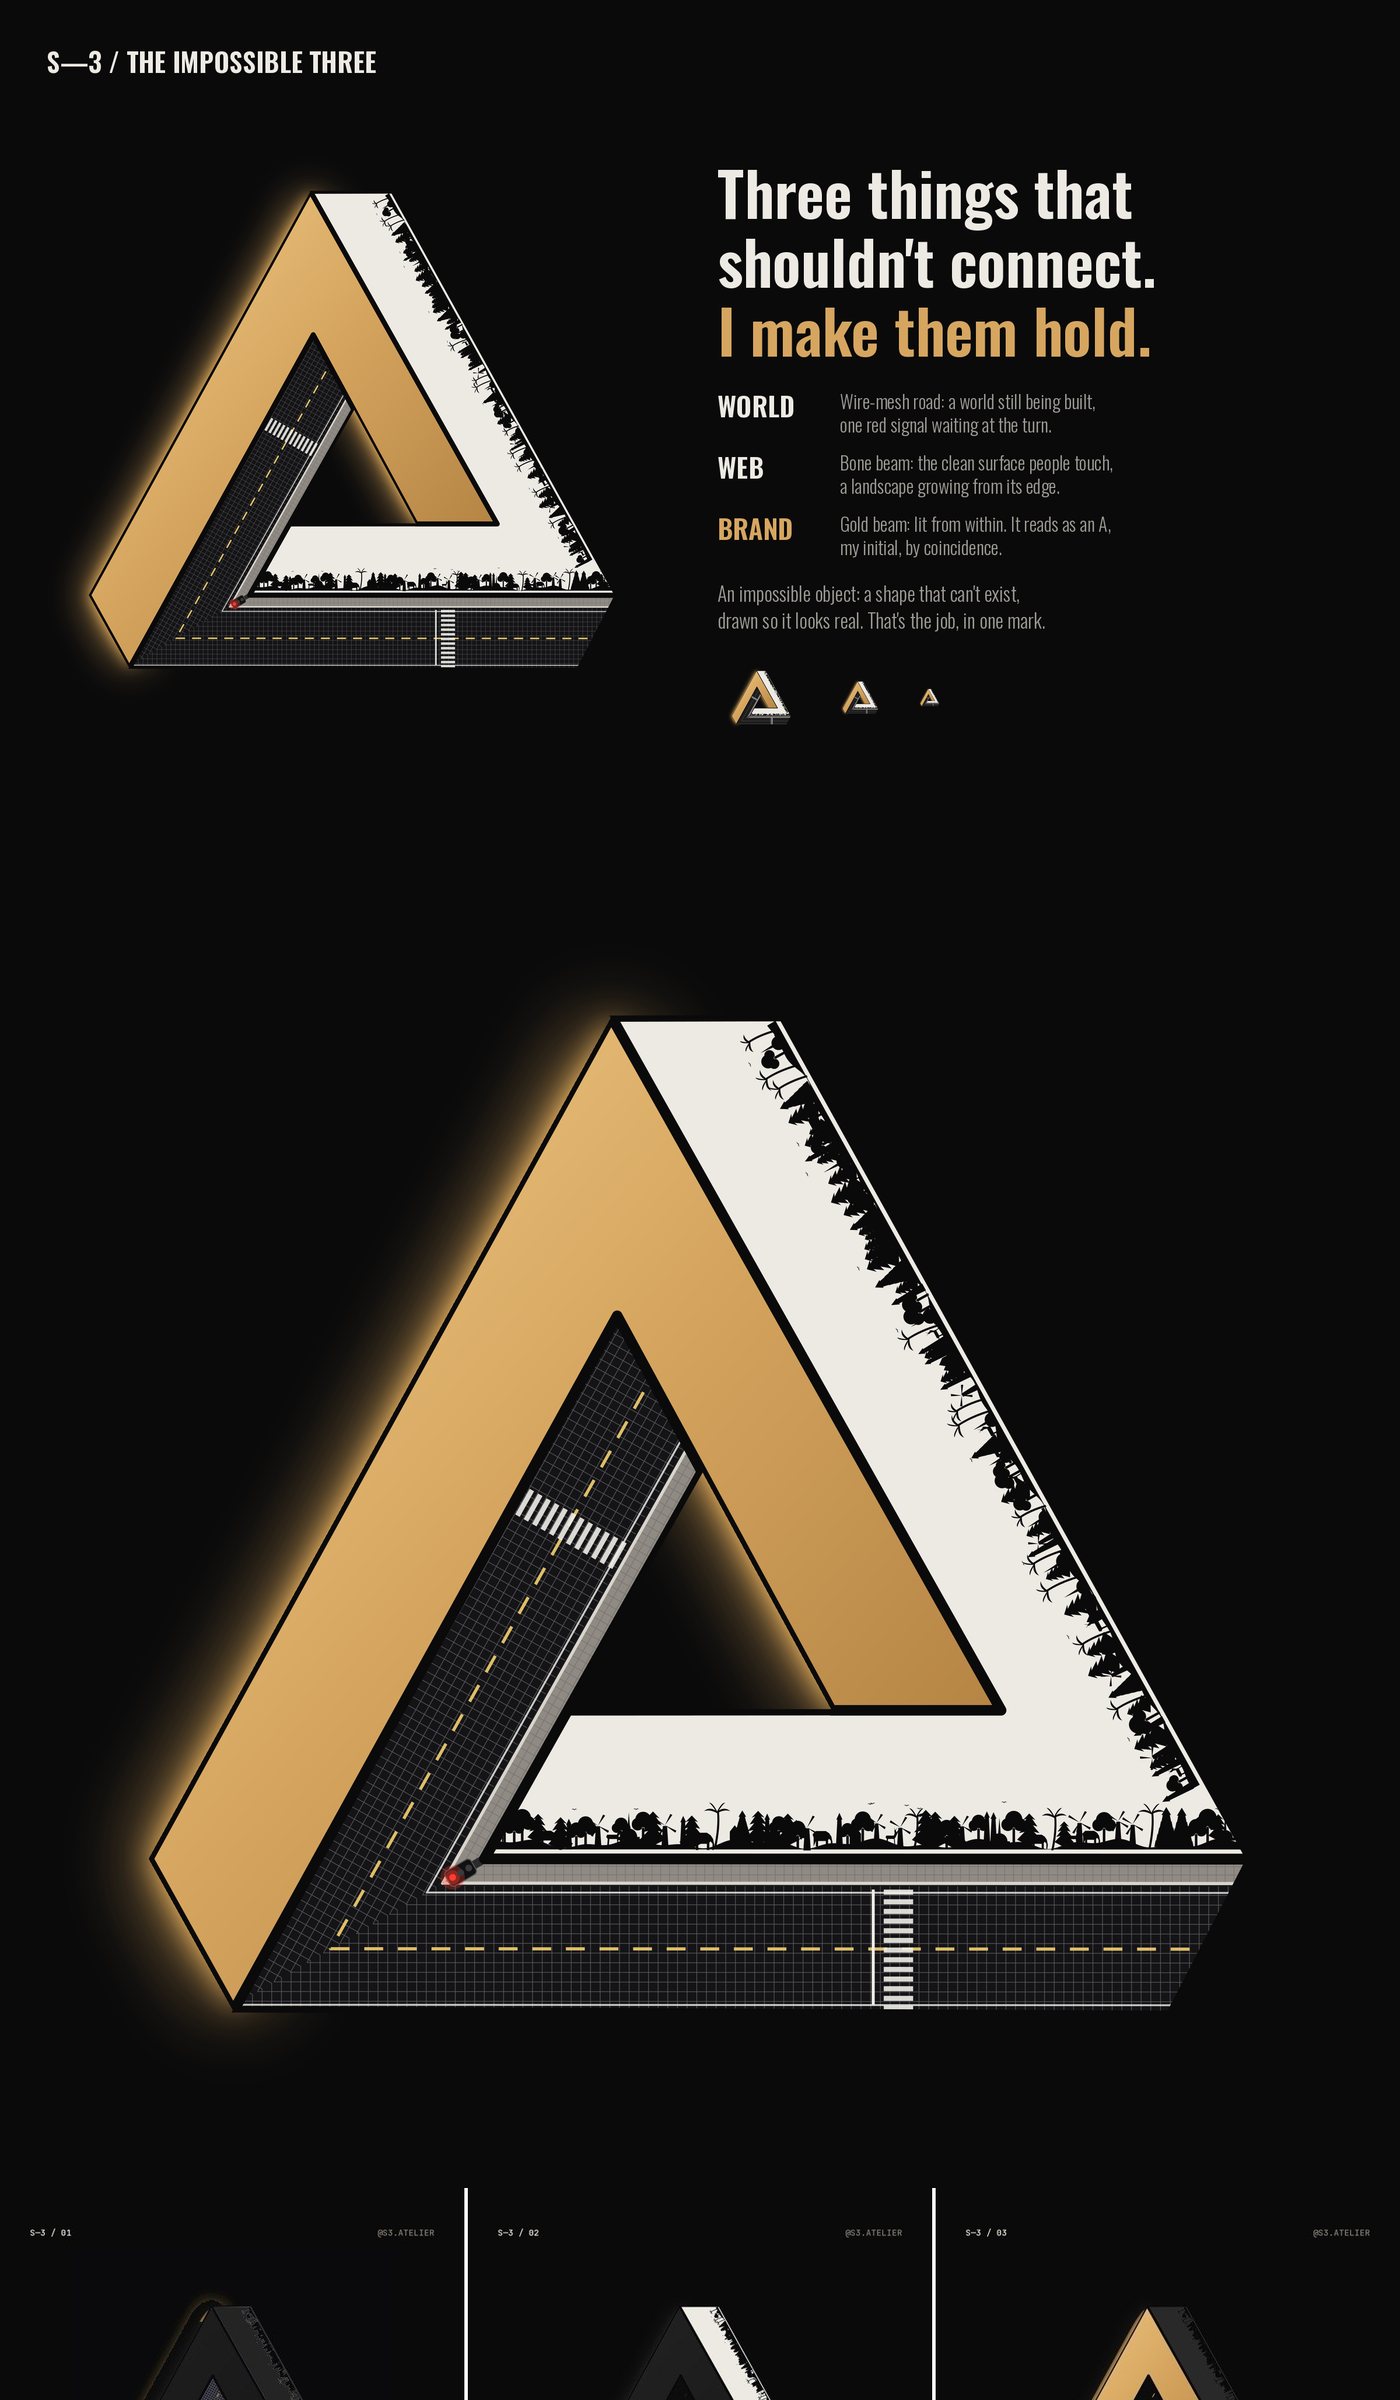 S—3 / THE IMPOSSIBLE THREE
Three things that
shouldn't connect.
I make them hold.
WORLD
Wire-mesh road: a world still being built,
one red signal waiting at the turn.
WEB
Bone beam: the clean surface people touch,
a landscape growing from its edge.
BRAND
Gold beam: lit from within. It reads as an A,
my initial, by coincidence.
An impossible object: a shape that can't exist,
drawn so it looks real. That's the job, in one mark.
S—3 / 01
@S3.ATELIER
S—3 / 02
@S3.ATELIER
S—3 / 03
@S3.ATELIER